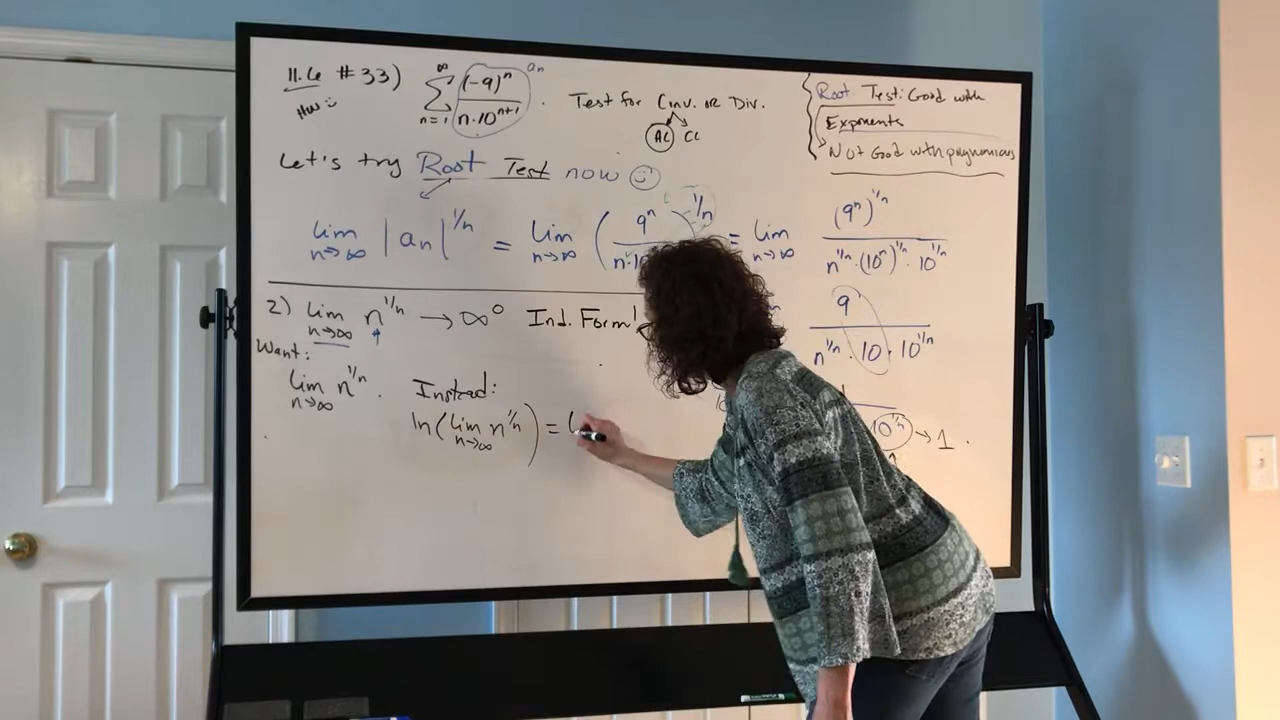 11.6 #33) ∞ Σ n=1 (-9)^n / n·10^(n+1) . a_n Test for Conv. or Div.
HW AC CC
Let's try Root Test now
lim n→∞ |a_n|^(1/n) = lim n→∞ ( 9^n / n·10 )^(1/n) = lim (9^n)^(1/n) / n^(1/n) · (10^n)^(1/n) · 10^(1/n)
9 / n^(1/n) · 10 · 10^(1/n)
10^(1/n) → 1 .
Root Test: Good with
Exponents
Not Good with polynomials
2) lim n→∞ n^(1/n) → ∞^0 Ind. Form!
Want:
lim n→∞ n^(1/n) . Instead:
ln( lim n→∞ n^(1/n) ) =